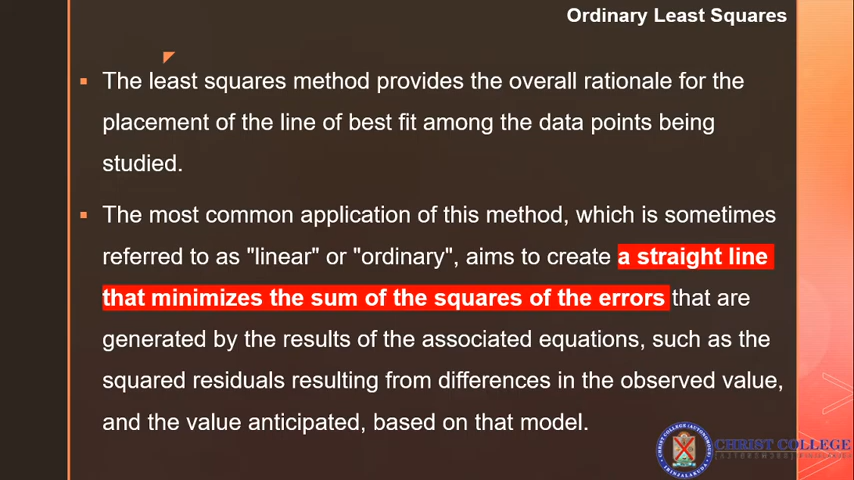 Ordinary Least Squares
The least squares method provides the overall rationale for the
placement of the line of best fit among the data points being
studied.
The most common application of this method, which is sometimes
referred to as "linear" or "ordinary", aims to create a straight line
that minimizes the sum of the squares of the errors that are
generated by the results of the associated equations, such as the
squared residuals resulting from differences in the observed value,
and the value anticipated, based on that model.
CHRIST COLLEGE (AUTONOMOUS)
IRINJALAKUDA
CHRIST COLLEGE